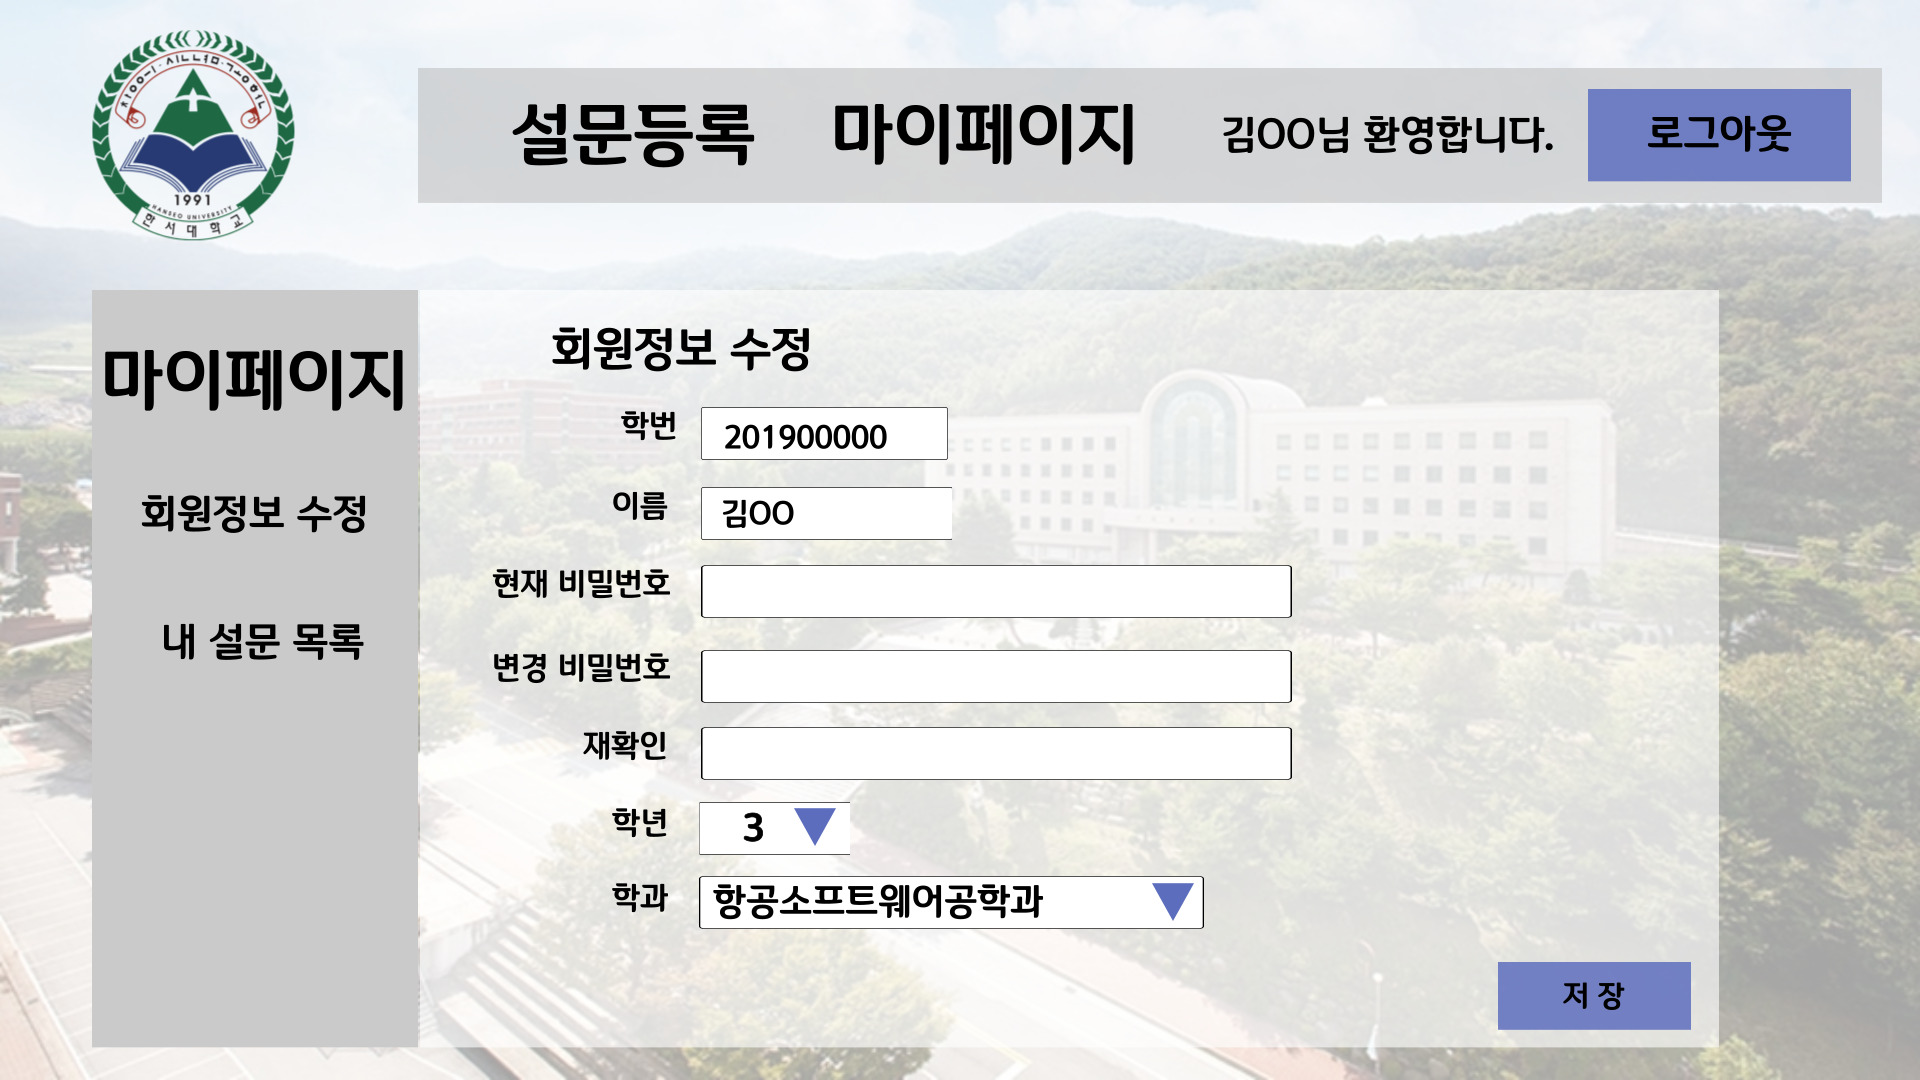 1991
HANSEO UNIVERSITY
한서대학교
설문등록 마이페이지 김OO님 환영합니다. 로그아웃
마이페이지
회원정보 수정
내 설문 목록
회원정보 수정
학번 201900000
이름 김OO
현재 비밀번호
변경 비밀번호
재확인
학년 3
학과 항공소프트웨어공학과
저 장